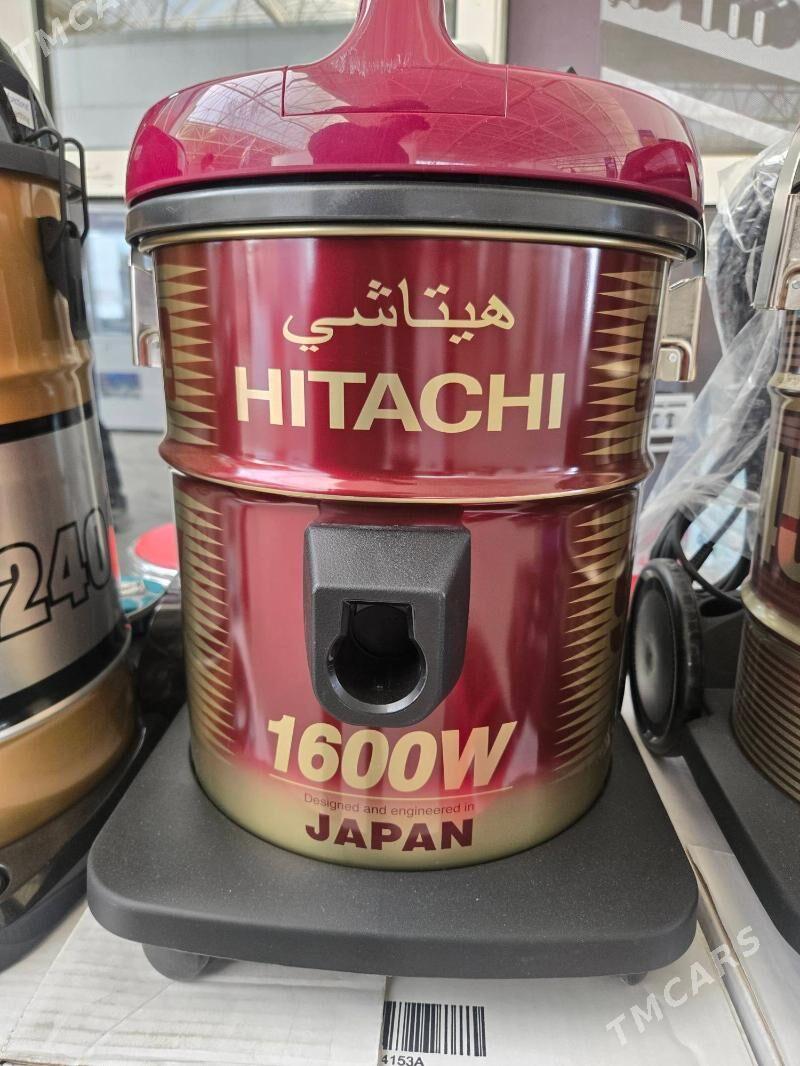 TMCARS
هيتاشي
HITACHI
240
1600W
Designed and engineered in
JAPAN
TMCARS
4153A